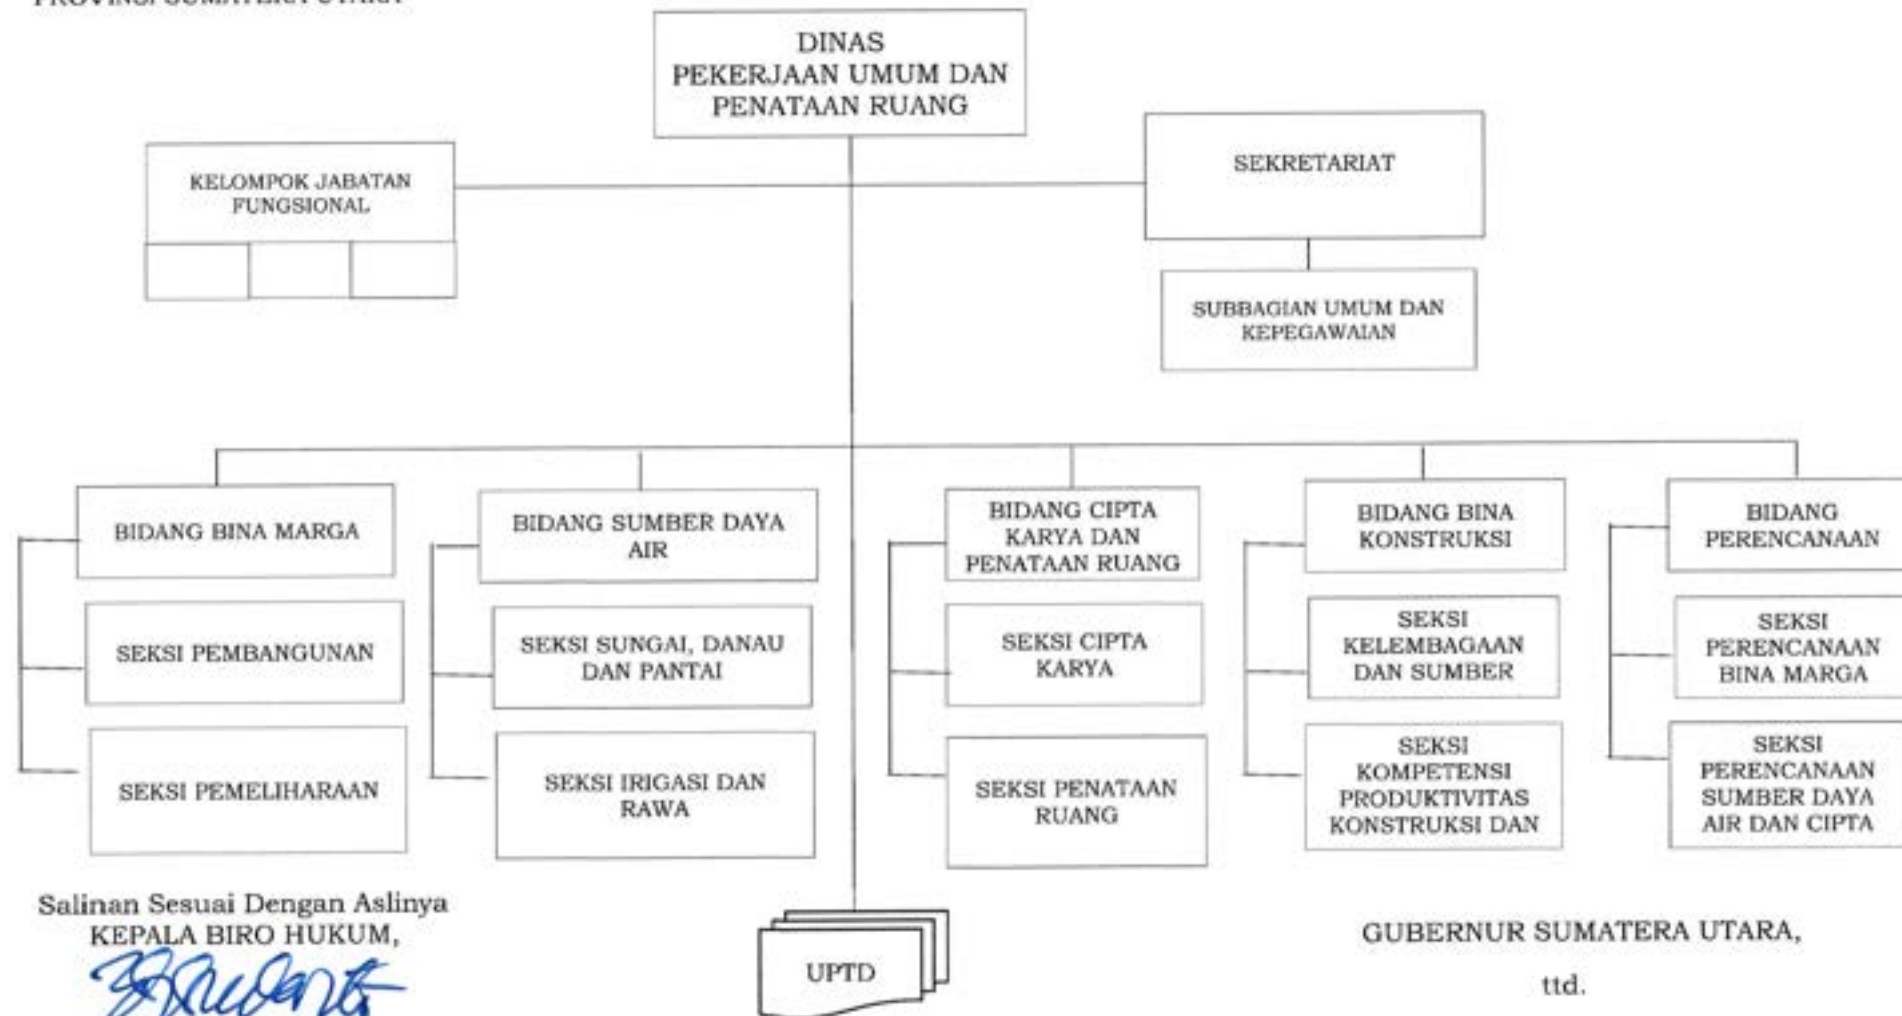 PROVINSI SUMATERA UTARA
DINAS
PEKERJAAN UMUM DAN
PENATAAN RUANG
KELOMPOK JABATAN
FUNGSIONAL
SEKRETARIAT
SUBBAGIAN UMUM DAN
KEPEGAWAIAN
BIDANG BINA MARGA
SEKSI PEMBANGUNAN
SEKSI PEMELIHARAAN
BIDANG SUMBER DAYA
AIR
SEKSI SUNGAI, DANAU
DAN PANTAI
SEKSI IRIGASI DAN
RAWA
BIDANG CIPTA
KARYA DAN
PENATAAN RUANG
SEKSI CIPTA
KARYA
SEKSI PENATAAN
RUANG
BIDANG BINA
KONSTRUKSI
SEKSI
KELEMBAGAAN
DAN SUMBER
SEKSI
KOMPETENSI
PRODUKTIVITAS
KONSTRUKSI DAN
BIDANG
PERENCANAAN
SEKSI
PERENCANAAN
BINA MARGA
SEKSI
PERENCANAAN
SUMBER DAYA
AIR DAN CIPTA
UPTD
Salinan Sesuai Dengan Aslinya
KEPALA BIRO HUKUM,
GUBERNUR SUMATERA UTARA,
ttd.